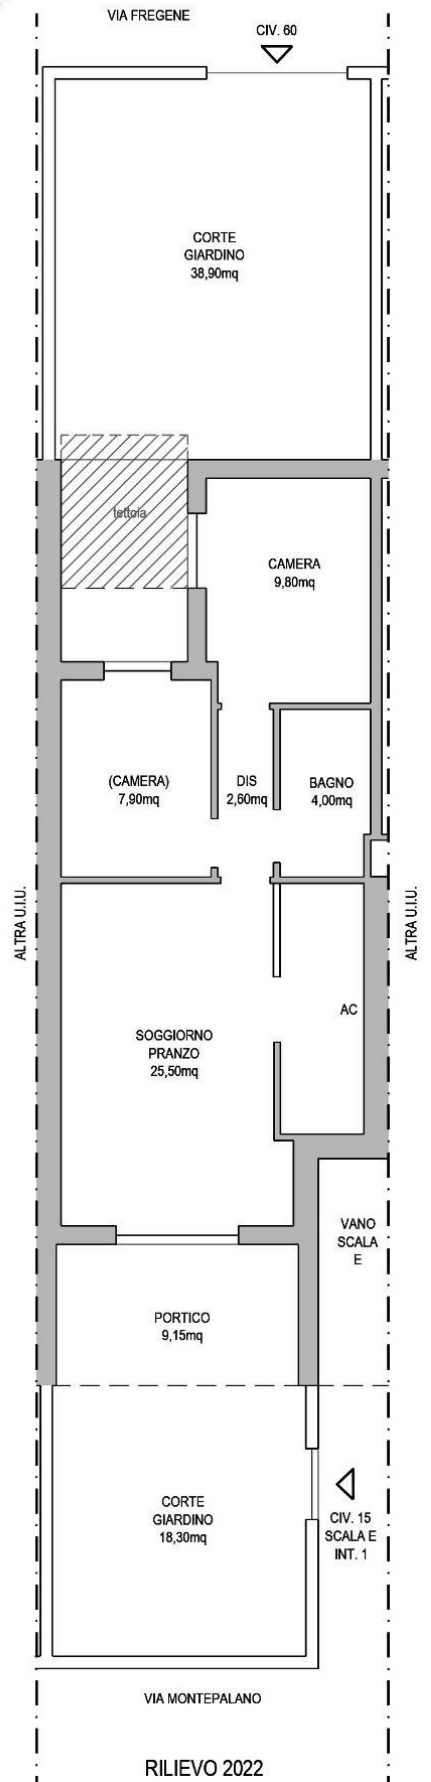 VIA FREGENE
CIV. 60
CORTE
GIARDINO
38,90mq
tettoia
CAMERA
9,80mq
(CAMERA)
7,90mq
DIS
2,60mq
BAGNO
4,00mq
ALTRA U.I.U.
ALTRA U.I.U.
AC
SOGGIORNO
PRANZO
25,50mq
VANO
SCALA
E
PORTICO
9,15mq
CORTE
GIARDINO
18,30mq
CIV. 15
SCALA E
INT. 1
VIA MONTEPALANO
RILIEVO 2022